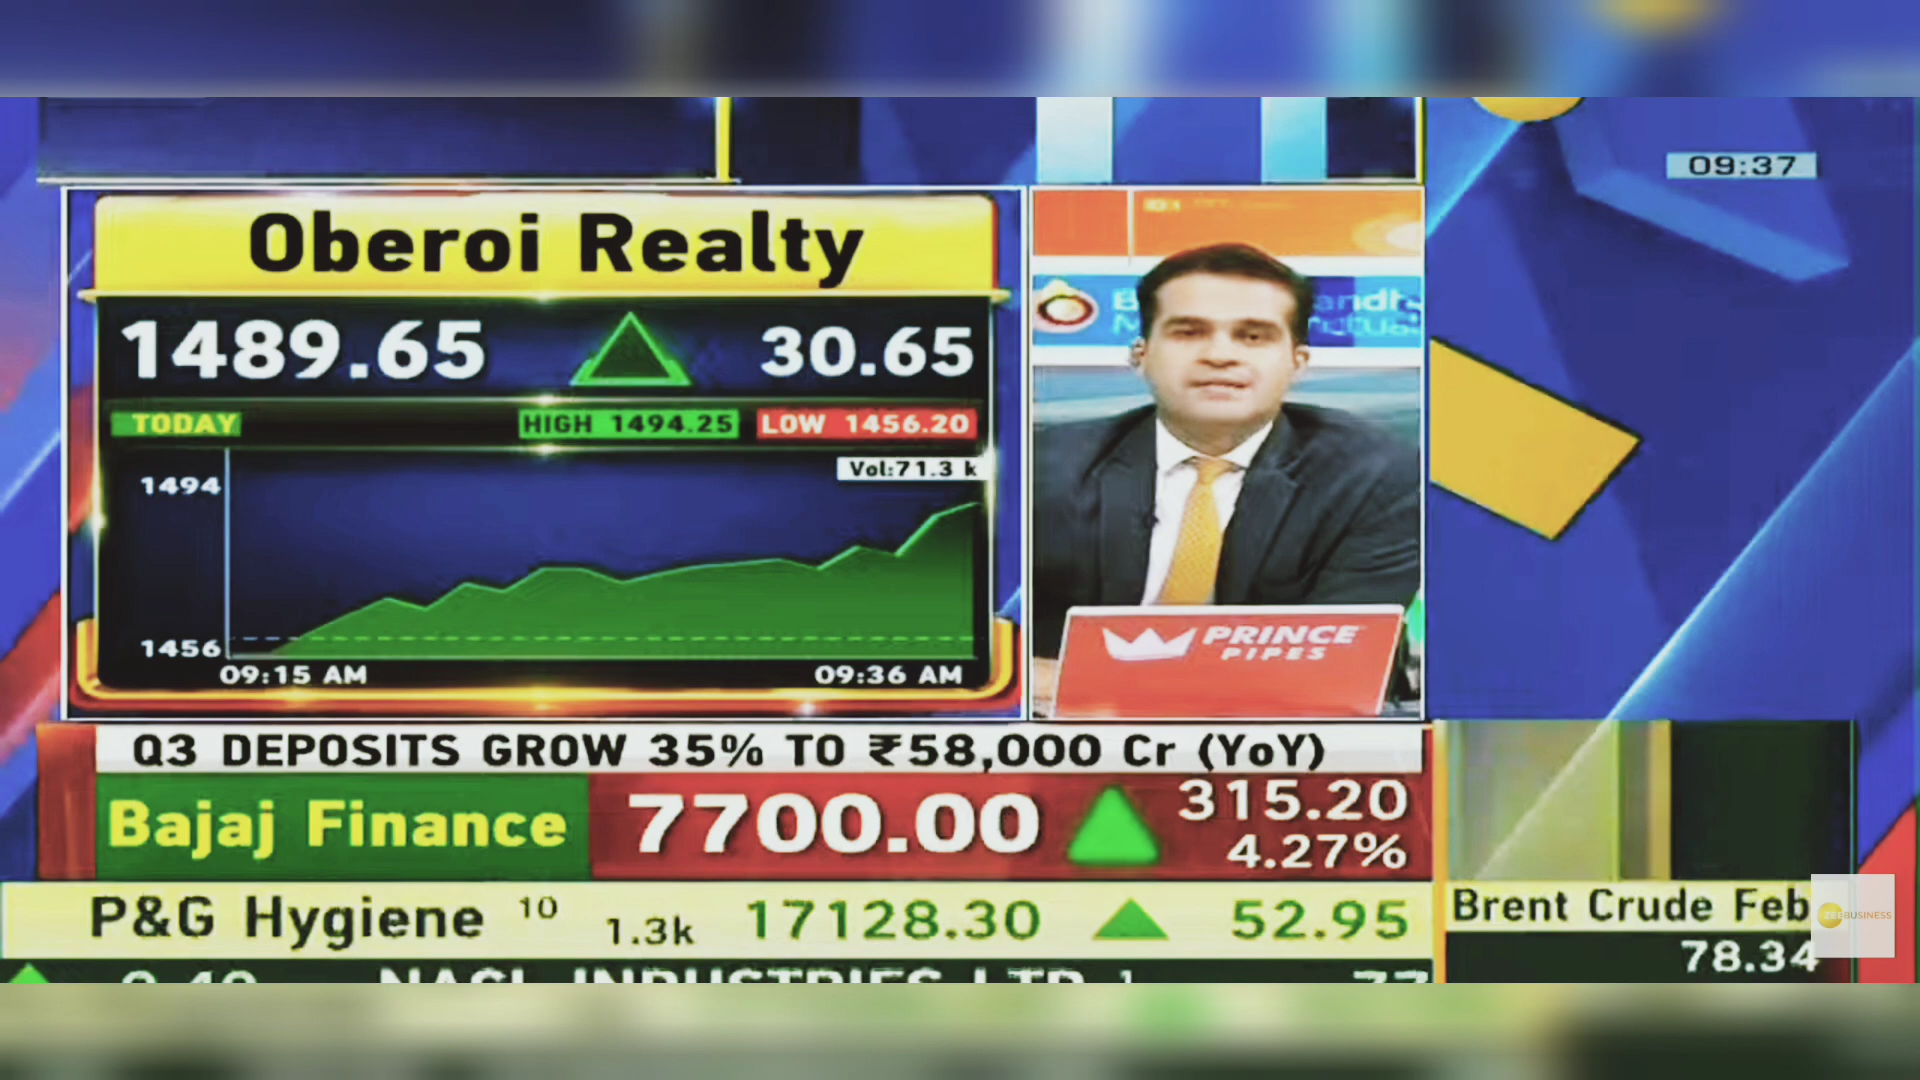 09:37
Oberoi Realty
1489.65 30.65
TODAY HIGH 1494.25 LOW 1456.20
Vol:71.3 k
1494
1456
09:15 AM 09:36 AM
PRINCE
PIPES
Q3 DEPOSITS GROW 35% TO ₹58,000 Cr (YoY)
Bajaj Finance 7700.00 315.20
4.27%
P&G Hygiene 10 1.3k 17128.30 52.95
Brent Crude Feb
78.34
ZEEBUSINESS